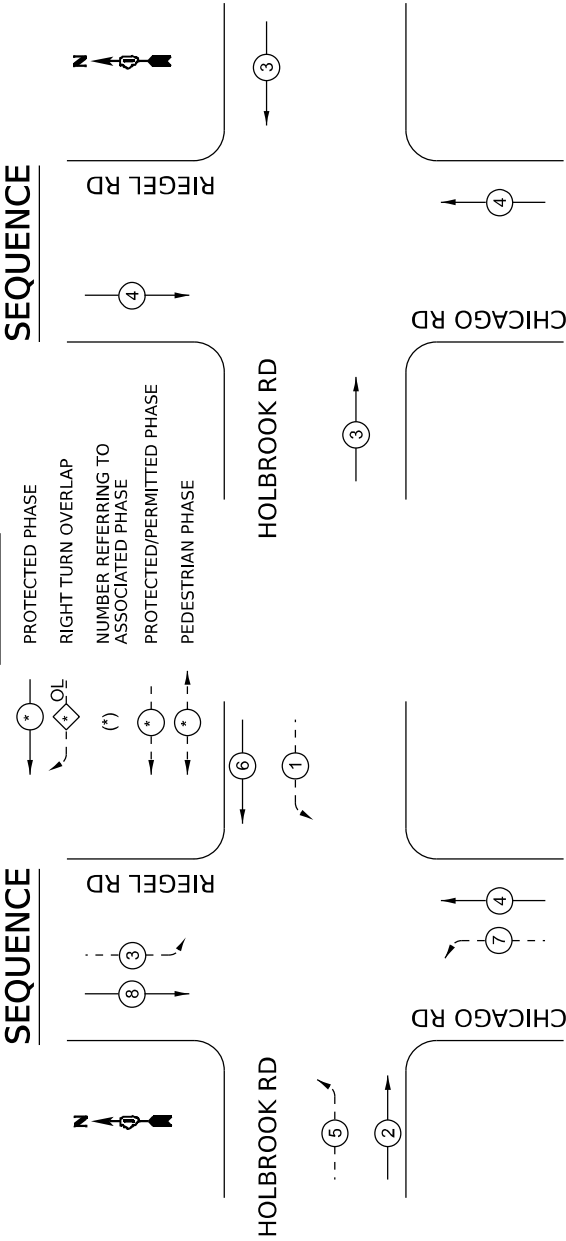 SEQUENCE
N
RIEGEL RD
8
3
6
1
HOLBROOK RD
5
2
7
4
CHICAGO RD
* PROTECTED PHASE
* OL RIGHT TURN OVERLAP
(*) NUMBER REFERRING TO
ASSOCIATED PHASE
* PROTECTED/PERMITTED PHASE
* PEDESTRIAN PHASE
SEQUENCE
N
RIEGEL RD
4
3
HOLBROOK RD
3
4
CHICAGO RD